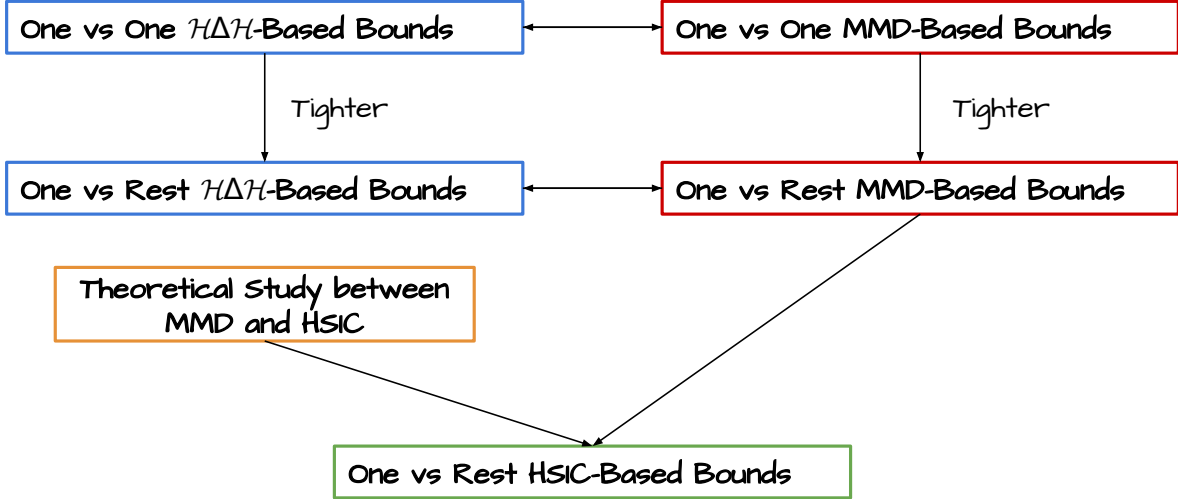 One vs One ℋΔℋ-Based Bounds
One vs One MMD-Based Bounds
Tighter
Tighter
One vs Rest ℋΔℋ-Based Bounds
One vs Rest MMD-Based Bounds
Theoretical Study between
MMD and HSIC
One vs Rest HSIC-Based Bounds